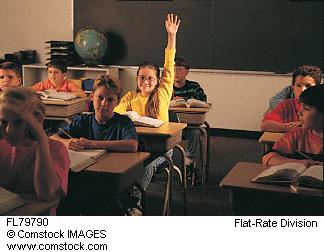 FL79790
Flat-Rate Division
© Comstock IMAGES
www.comstock.com